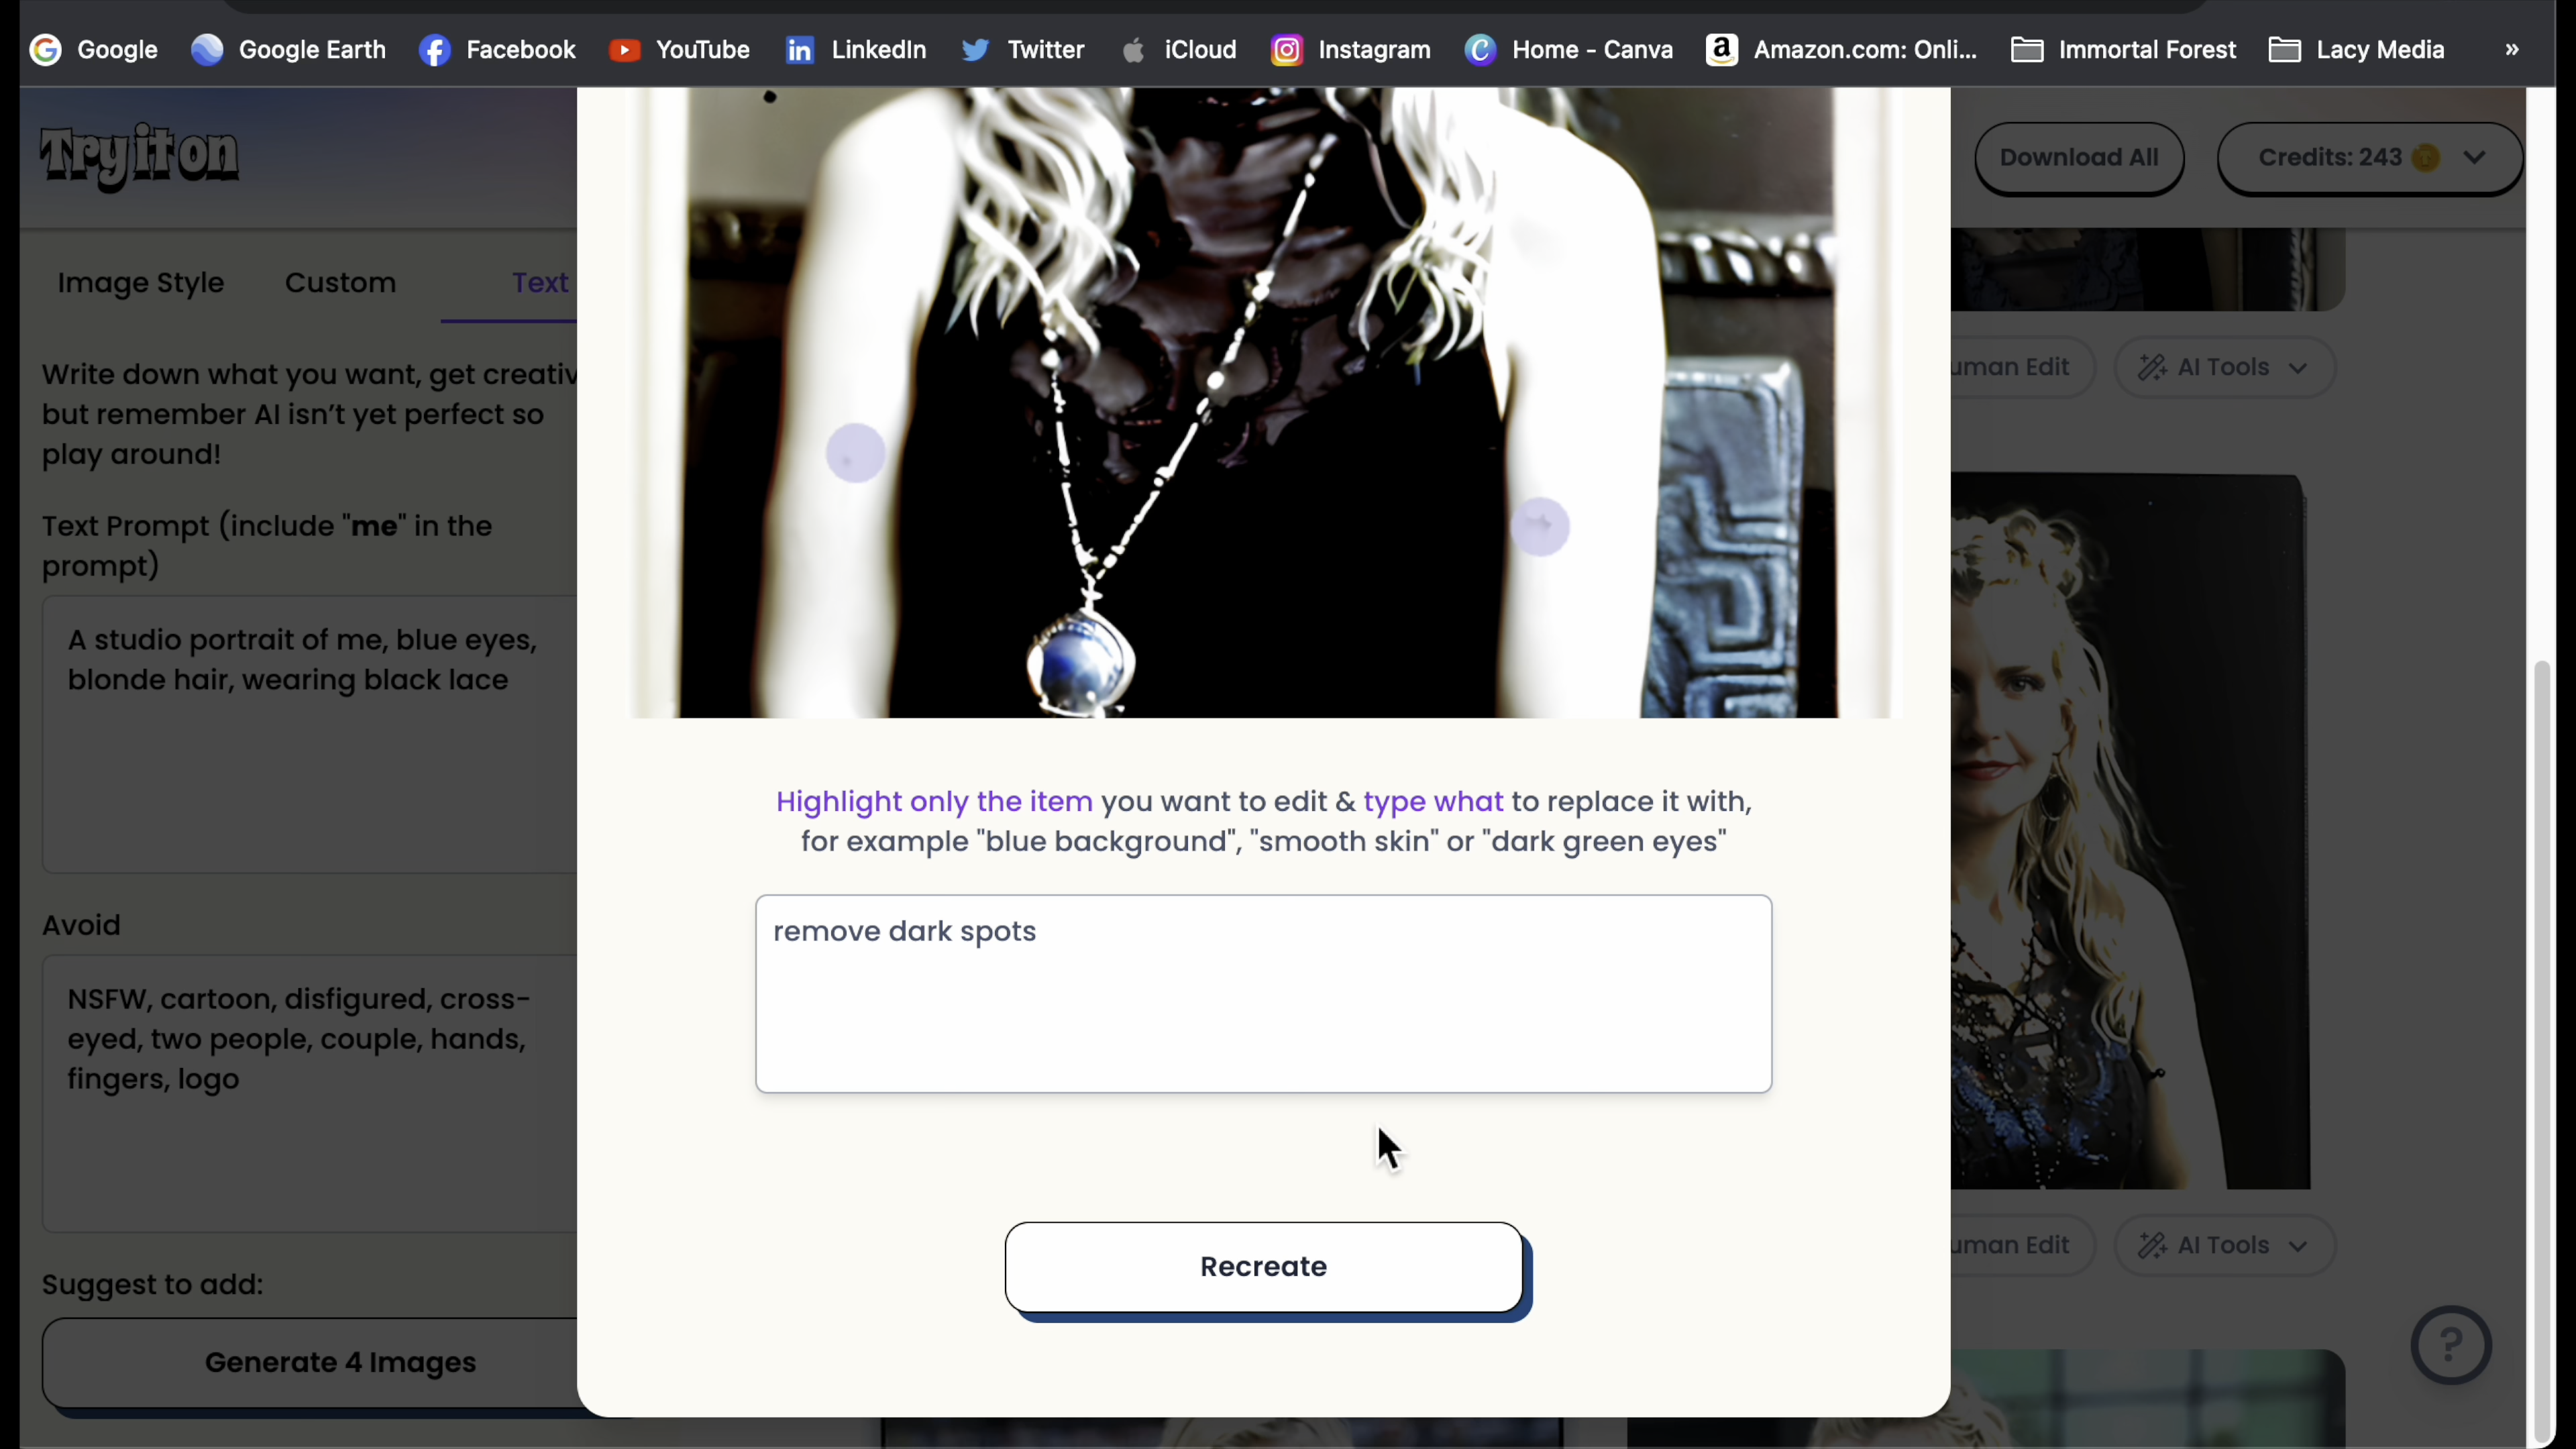 Google Google Earth Facebook YouTube LinkedIn Twitter iCloud Instagram Home - Canva Amazon.com: Onli... Immortal Forest Lacy Media »
Try it on
Download All
Credits: 243
Image Style Custom Text
Write down what you want, get creativ
but remember AI isn't yet perfect so
play around!
Text Prompt (include "me" in the
prompt)
A studio portrait of me, blue eyes,
blonde hair, wearing black lace
Avoid
NSFW, cartoon, disfigured, cross-
eyed, two people, couple, hands,
fingers, logo
Suggest to add:
Generate 4 Images
Highlight only the item you want to edit & type what to replace it with,
for example "blue background", "smooth skin" or "dark green eyes"
remove dark spots
Recreate
uman Edit AI Tools
uman Edit AI Tools
?